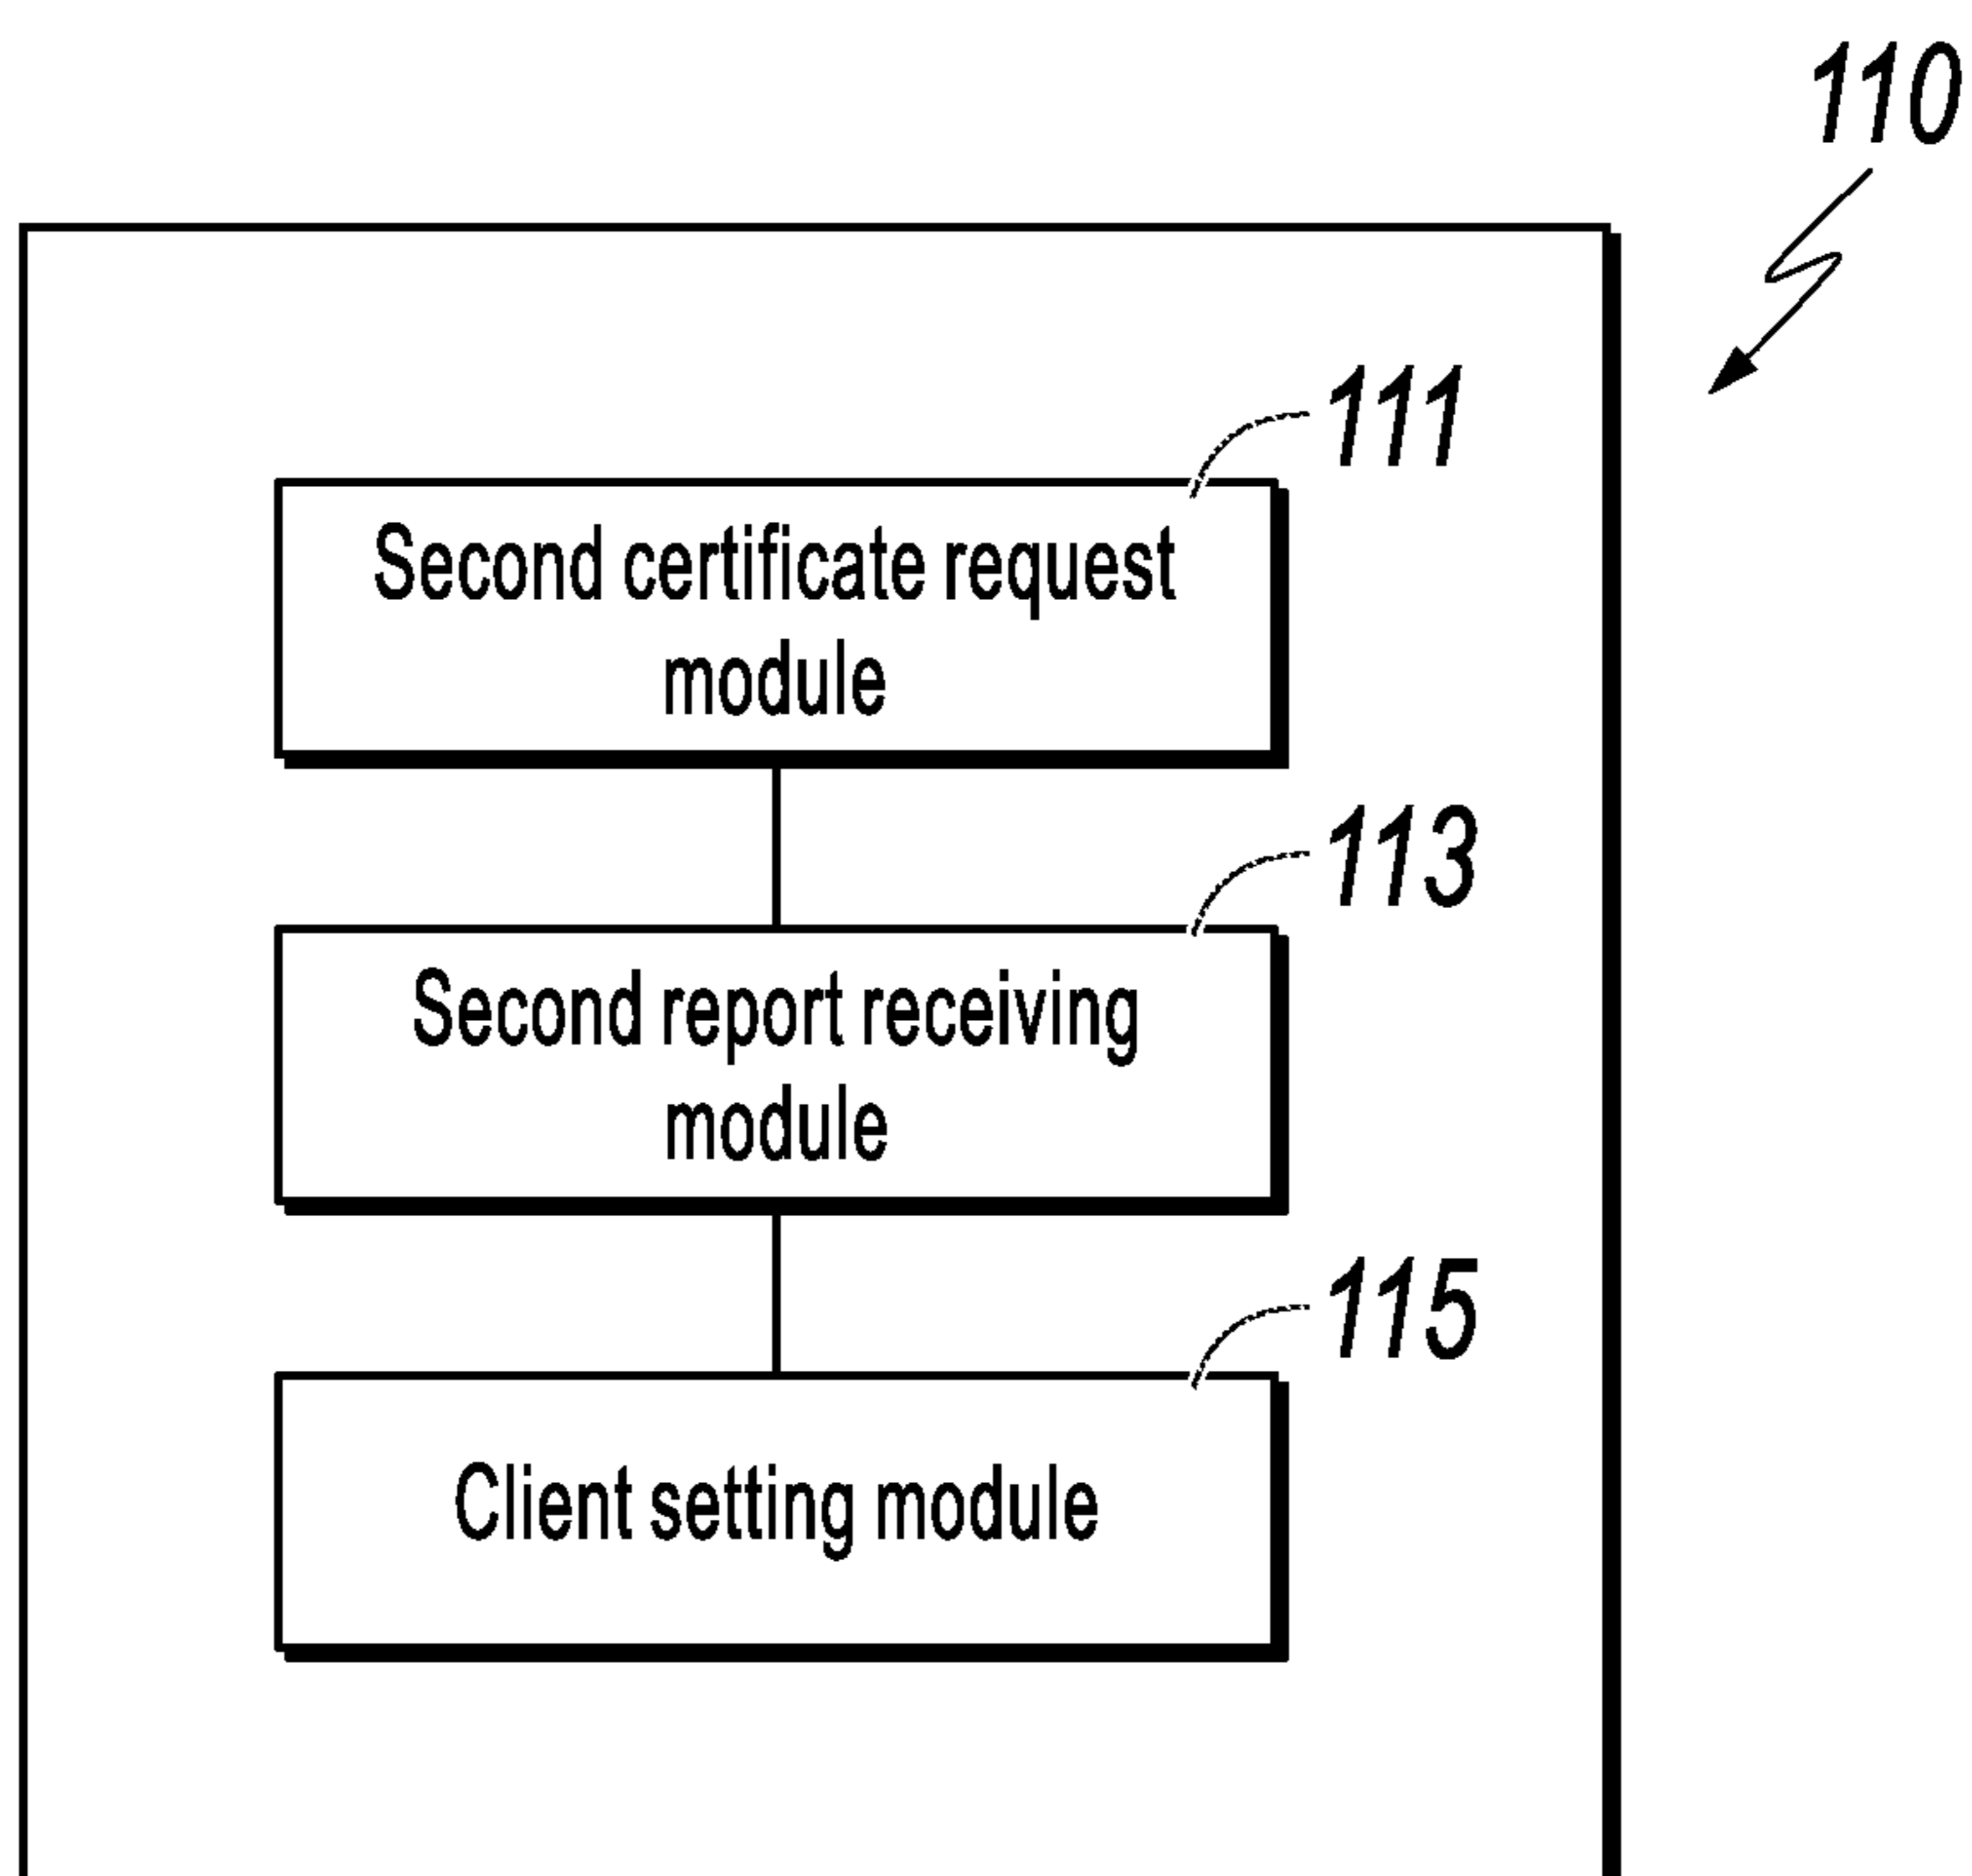 110
111
Second certificate request
module
113
Second report receiving
module
115
Client setting module